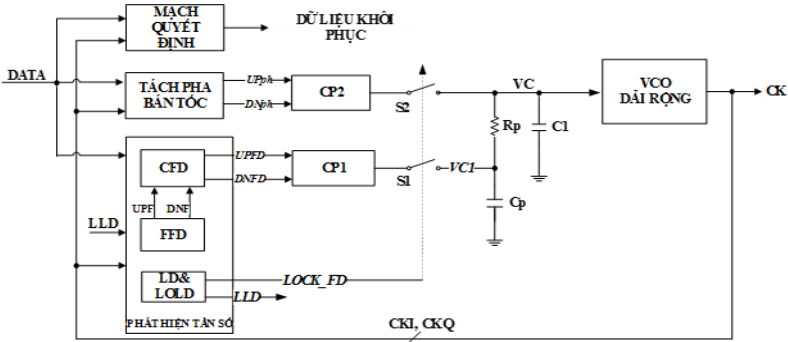 MẠCH
QUYẾT
ĐỊNH
DỮ LIỆU KHÔI
PHỤC
DATA
TÁCH PHA
BÁN TỐC
UPph
DNph
CP2
S2
VC
VCO
DẢI RỘNG
CK
Rp
C1
CFD
UPFD
DNFD
CP1
S1
VC1
Cp
UPF
DNF
LLD
FFD
LD&
LOLD
LOCK_FD
LLD
PHÁT HIỆN TẦN SỐ
CKI, CKQ